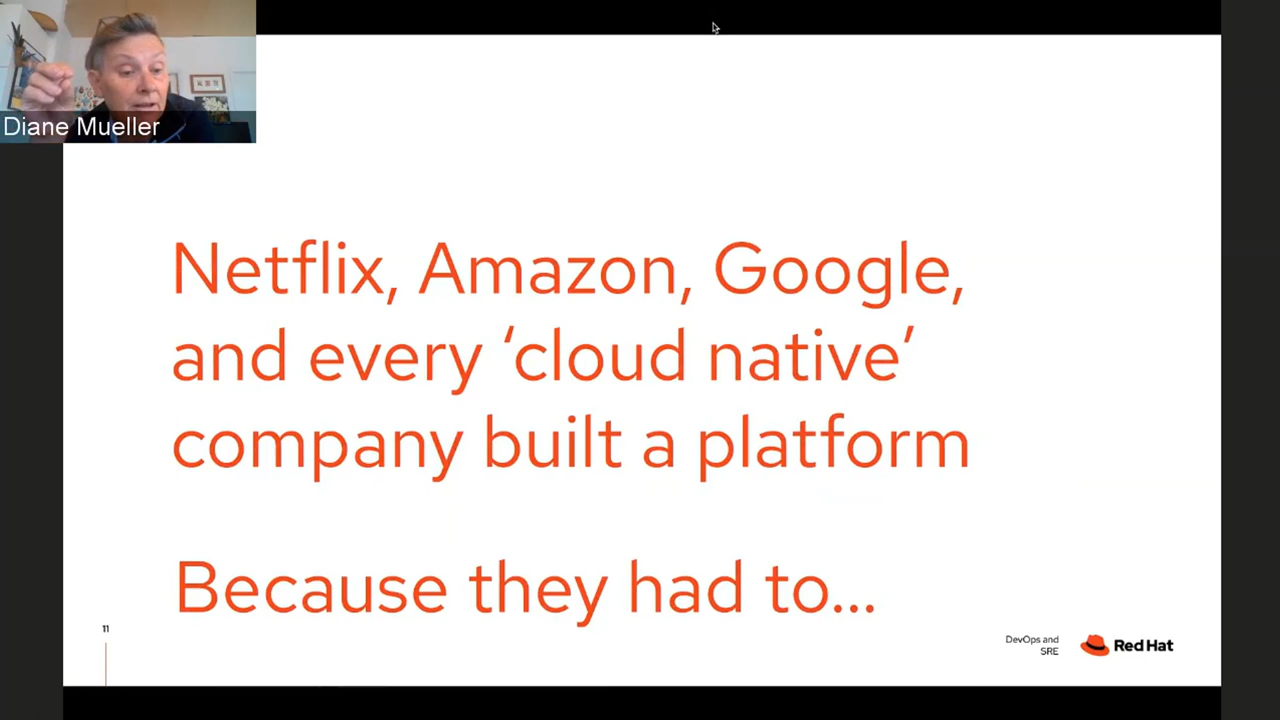 Diane Mueller
Netflix, Amazon, Google,
and every ‘cloud native’
company built a platform
Because they had to...
11
DevOps and
SRE
Red Hat